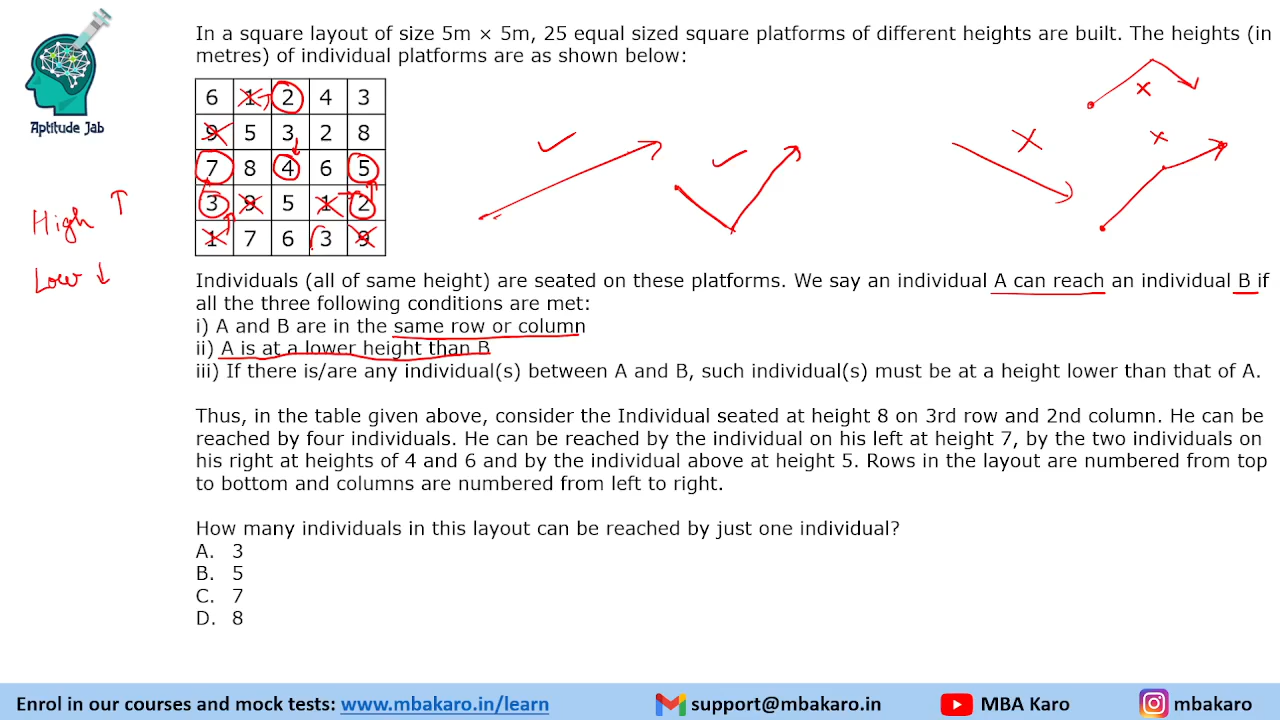 In a square layout of size 5m × 5m, 25 equal sized square platforms of different heights are built. The heights (in
metres) of individual platforms are as shown below:
Aptitude Jab
6 1 2 4 3
9 5 3 2 8
7 8 4 6 5
3 9 5 1 2
1 7 6 3 9
High ↑
Low ↓
Individuals (all of same height) are seated on these platforms. We say an individual A can reach an individual B if
all the three following conditions are met:
i) A and B are in the same row or column
ii) A is at a lower height than B
iii) If there is/are any individual(s) between A and B, such individual(s) must be at a height lower than that of A.
Thus, in the table given above, consider the Individual seated at height 8 on 3rd row and 2nd column. He can be
reached by four individuals. He can be reached by the individual on his left at height 7, by the two individuals on
his right at heights of 4 and 6 and by the individual above at height 5. Rows in the layout are numbered from top
to bottom and columns are numbered from left to right.
How many individuals in this layout can be reached by just one individual?
A. 3
B. 5
C. 7
D. 8
Enrol in our courses and mock tests: www.mbakaro.in/learn support@mbakaro.in MBA Karo mbakaro